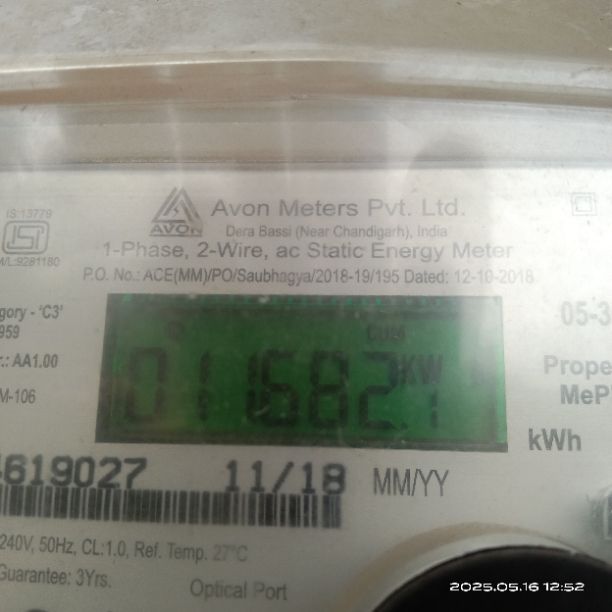 IS:13779
AVON
Avon Meters Pvt. Ltd.
Dera Bassi (Near Chandigarh), India
1-Phase, 2-Wire, ac Static Energy Meter
P.O. No.: ACE(MM)/PO/Saubhagya/2018-19/195 Dated: 12-10-2018
/L:9281180
gory - 'C3'
959
.: AA1.00
M-106
CUM
011682.1 KW
05-3
Prope
MeP
kWh
619027 11/18 MM/YY
240V, 50Hz, CL:1.0, Ref. Temp. 27°C
Guarantee: 3Yrs.
Optical Port
2025.05.16 12:52